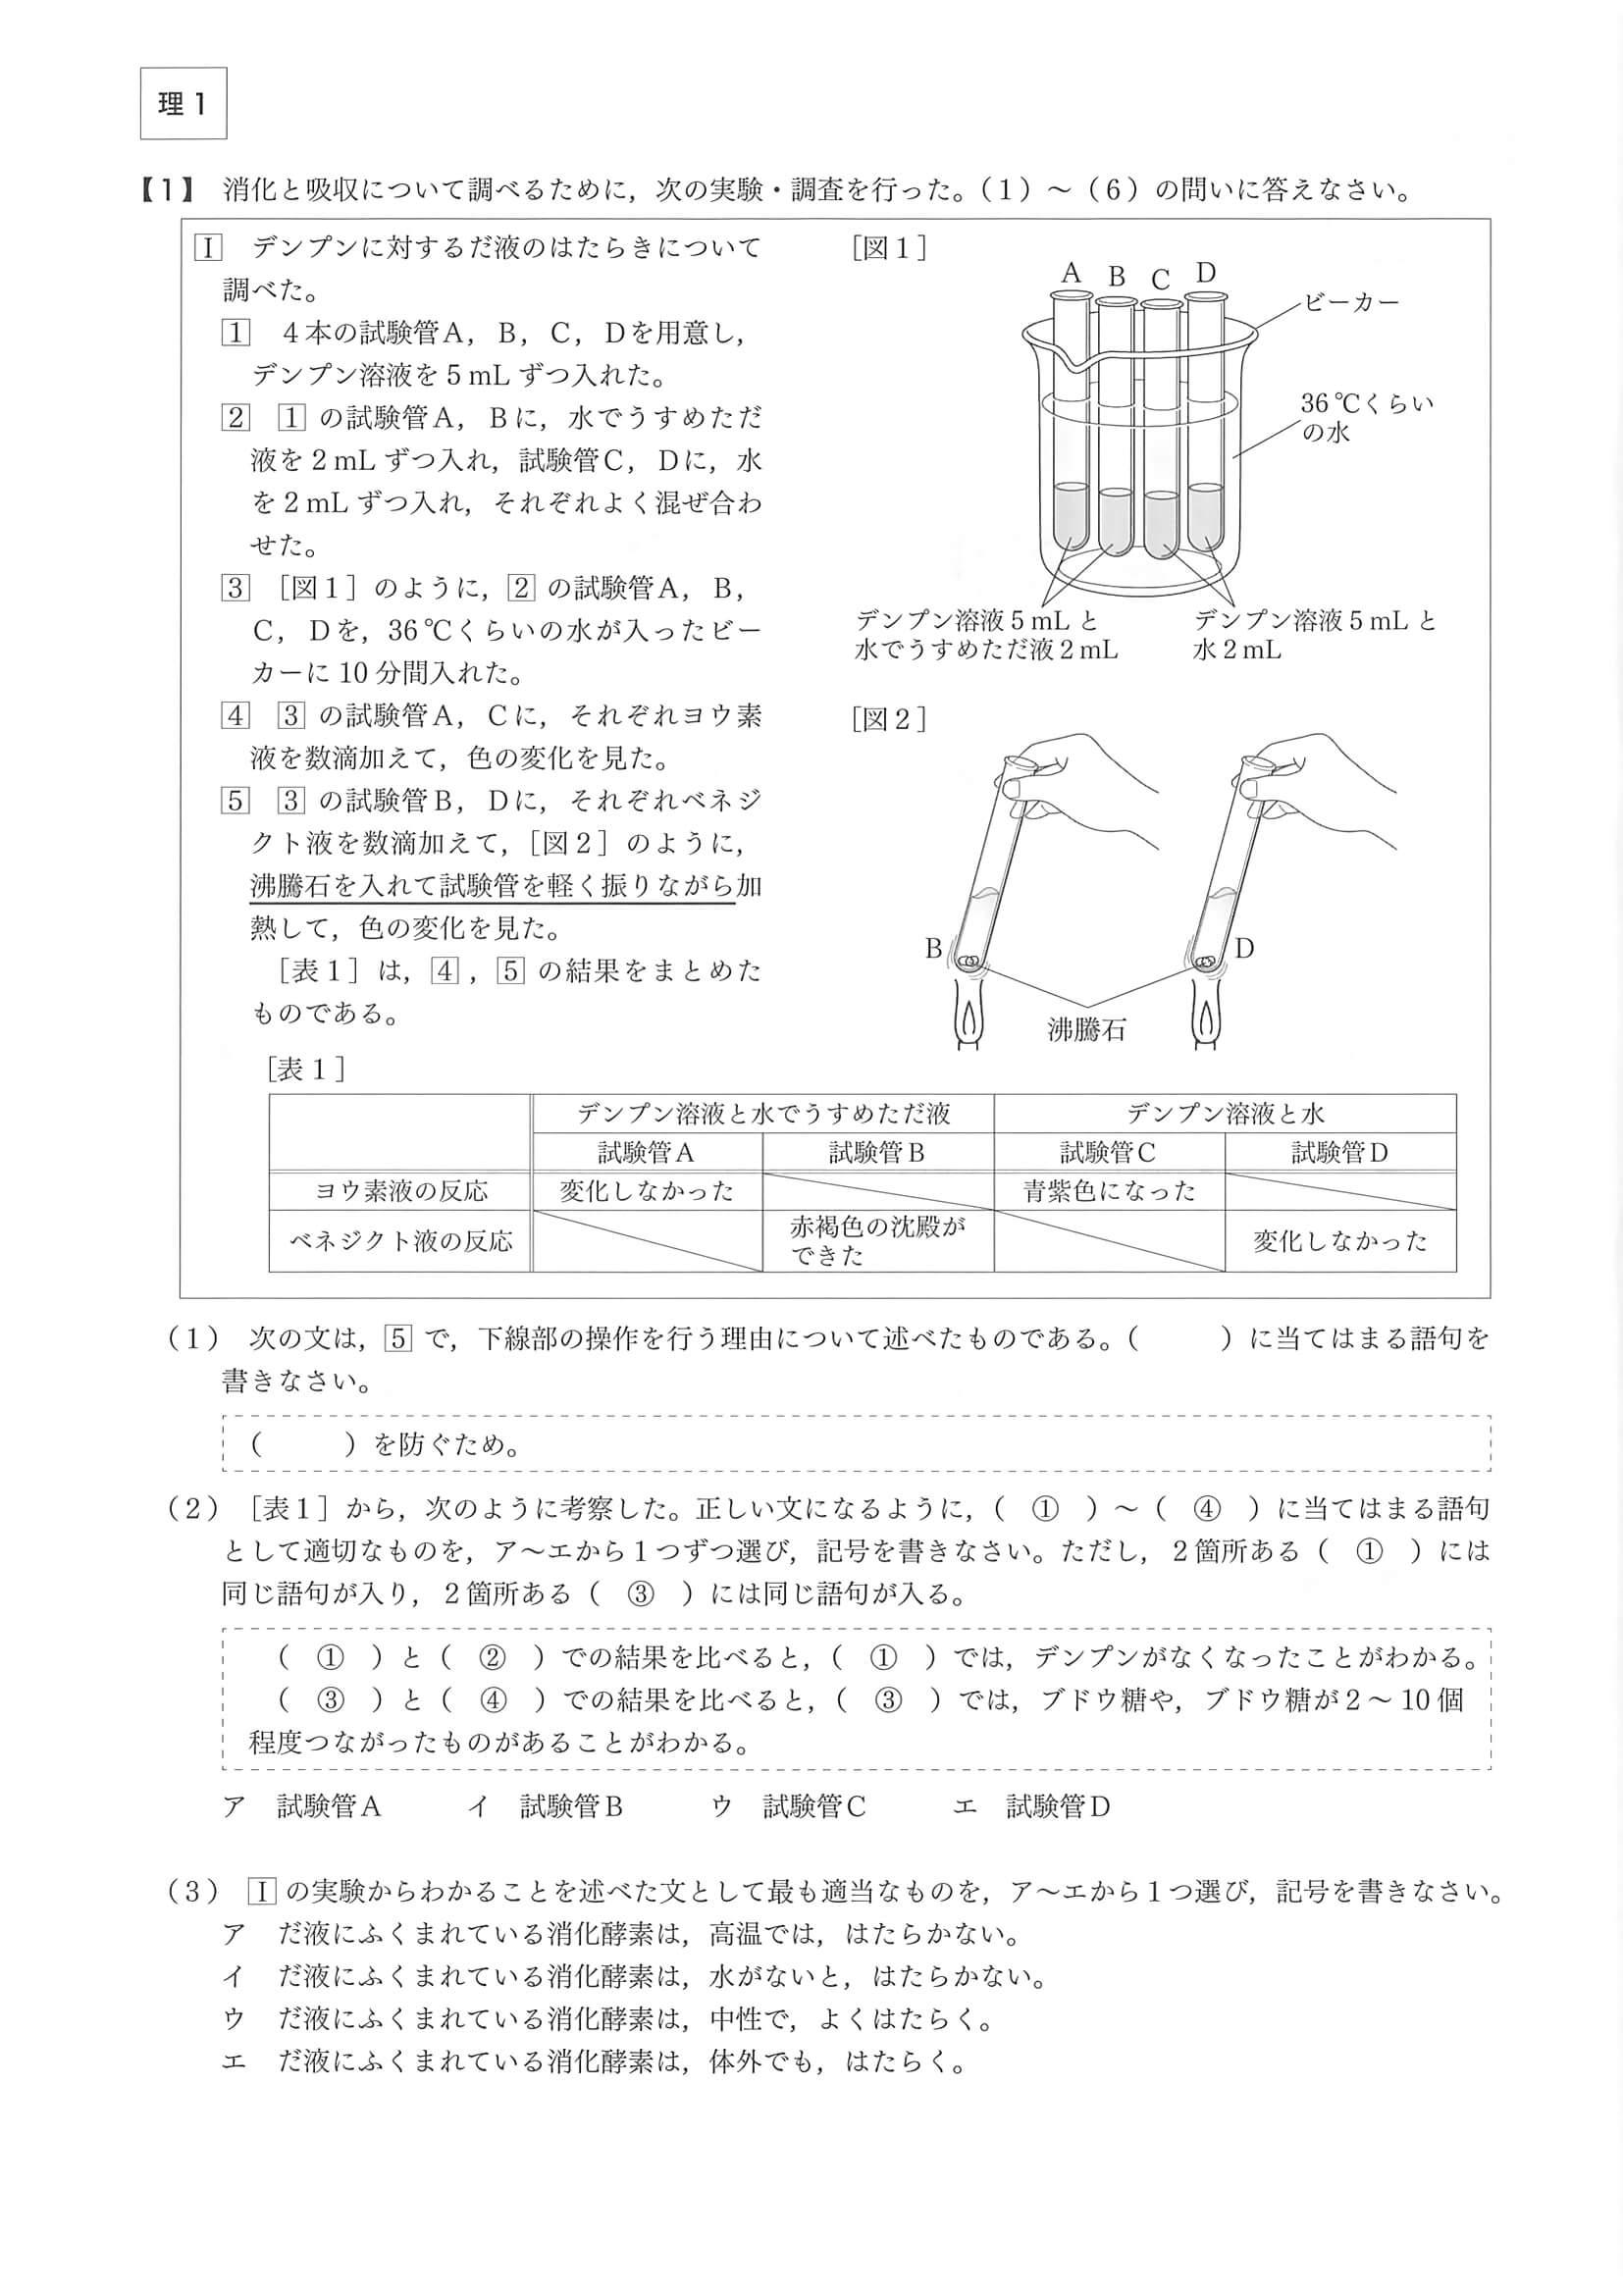 理1
【1】 消化と吸収について調べるために，次の実験・調査を行った。（1）～（6）の問いに答えなさい。
Ⅰ デンプンに対するだ液のはたらきについて
調べた。
1 4本の試験管A，B，C，Dを用意し，
デンプン溶液を5mLずつ入れた。
2 1の試験管A，Bに，水でうすめただ
液を2mLずつ入れ，試験管C，Dに，水
を2mLずつ入れ，それぞれよく混ぜ合わ
せた。
3 ［図1］のように，2の試験管A，B，
C，Dを，36℃くらいの水が入ったビー
カーに10分間入れた。
4 3の試験管A，Cに，それぞれヨウ素
液を数滴加えて，色の変化を見た。
5 3の試験管B，Dに，それぞれベネジ
クト液を数滴加えて，［図2］のように，
沸騰石を入れて試験管を軽く振りながら加
熱して，色の変化を見た。
［表1］は，4，5の結果をまとめた
ものである。
［図1］
A B C D
ビーカー
36℃くらい
の水
デンプン溶液5mLと
水でうすめただ液2mL
デンプン溶液5mLと
水2mL
［図2］
B
D
沸騰石
［表1］
デンプン溶液と水でうすめただ液 デンプン溶液と水
試験管A 試験管B 試験管C 試験管D
ヨウ素液の反応 変化しなかった 青紫色になった
ベネジクト液の反応 赤褐色の沈殿が
できた 変化しなかった
（1） 次の文は，5で，下線部の操作を行う理由について述べたものである。（　　　）に当てはまる語句を
書きなさい。
（　　　）を防ぐため。
（2） ［表1］から，次のように考察した。正しい文になるように，（ ① ）～（ ④ ）に当てはまる語句
として適切なものを，ア～エから1つずつ選び，記号を書きなさい。ただし，2箇所ある（ ① ）には
同じ語句が入り，2箇所ある（ ③ ）には同じ語句が入る。
（ ① ）と（ ② ）での結果を比べると，（ ① ）では，デンプンがなくなったことがわかる。
（ ③ ）と（ ④ ）での結果を比べると，（ ③ ）では，ブドウ糖や，ブドウ糖が2～10個
程度つながったものがあることがわかる。
ア 試験管A イ 試験管B ウ 試験管C エ 試験管D
（3） Ⅰの実験からわかることを述べた文として最も適当なものを，ア～エから1つ選び，記号を書きなさい。
ア だ液にふくまれている消化酵素は，高温では，はたらかない。
イ だ液にふくまれている消化酵素は，水がないと，はたらかない。
ウ だ液にふくまれている消化酵素は，中性で，よくはたらく。
エ だ液にふくまれている消化酵素は，体外でも，はたらく。